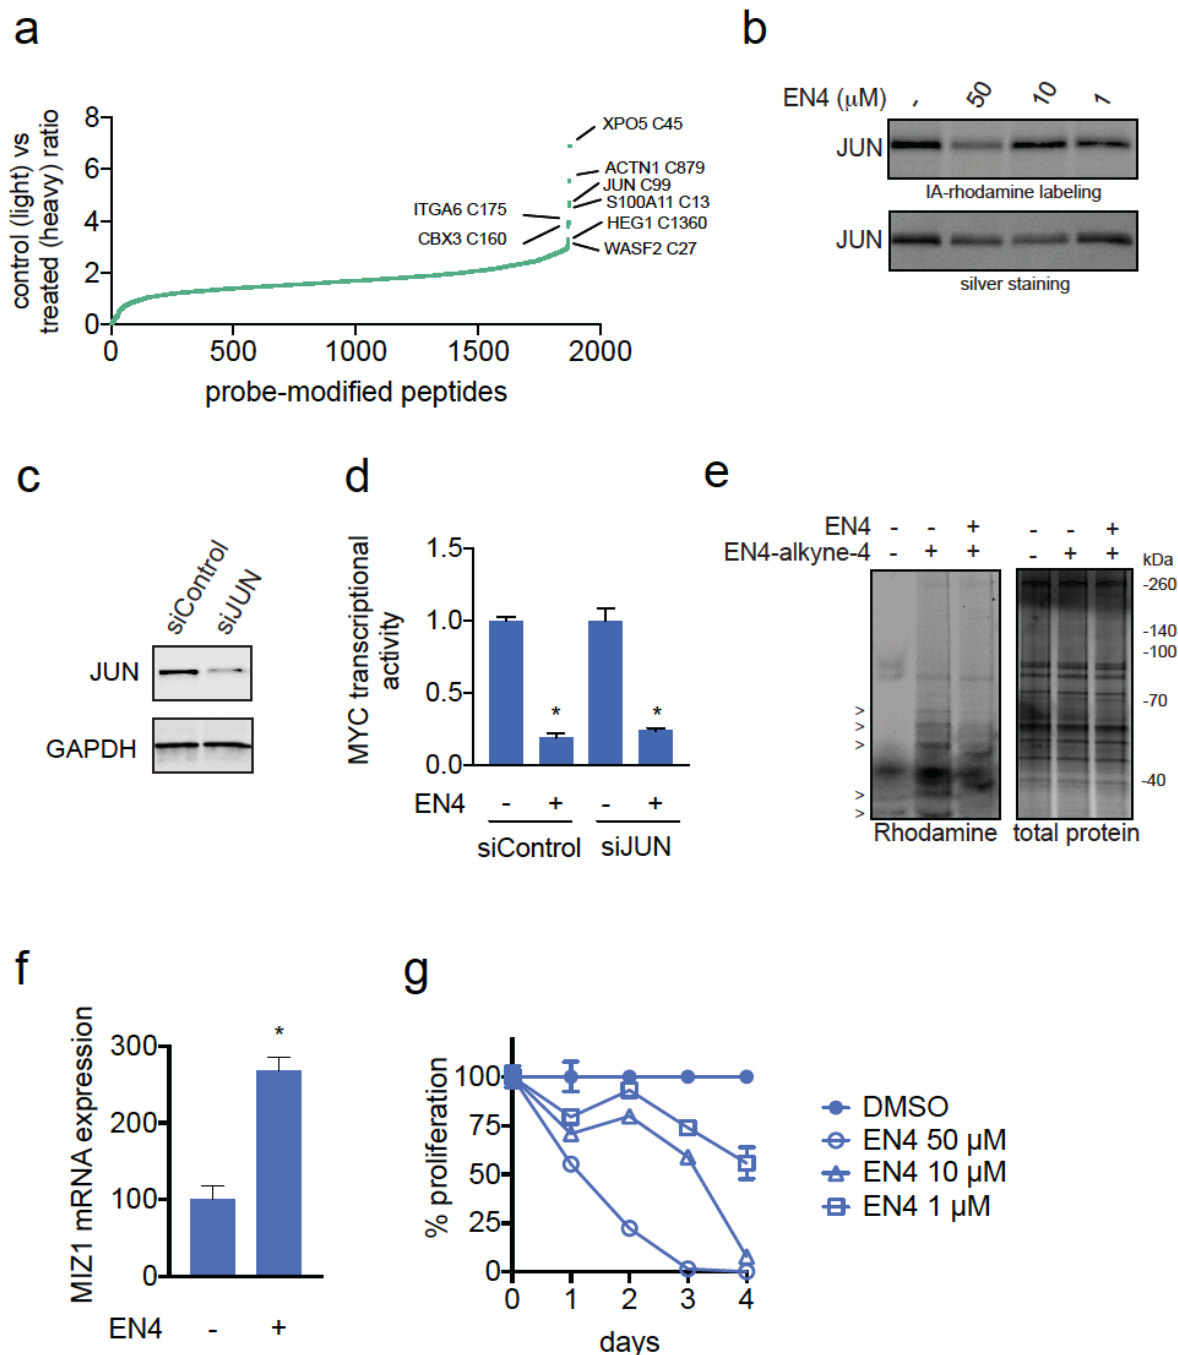 a
control (light) vs
treated (heavy) ratio
8
6
4
2
0
0
500
1000
1500
2000
probe-modified peptides
XPO5 C45
ACTN1 C879
JUN C99
S100A11 C13
ITGA6 C175
HEG1 C1360
CBX3 C160
WASF2 C27
b
EN4 (µM) - 50 10 1
JUN
IA-rhodamine labeling
JUN
silver staining
c
siControl siJUN
JUN
GAPDH
d
MYC transcriptional
activity
1.5
1.0
0.5
0.0
* *
EN4 - + - +
siControl siJUN
e
EN4 - - + - - +
EN4-alkyne-4 - + + - + +
kDa
-260
-140
-100
-70
-40
>
>
>
>
>
Rhodamine total protein
f
MIZ1 mRNA expression
300
200
100
0
*
EN4 - +
g
% proliferation
100
75
50
25
0
0 1 2 3 4
days
DMSO
EN4 50 µM
EN4 10 µM
EN4 1 µM